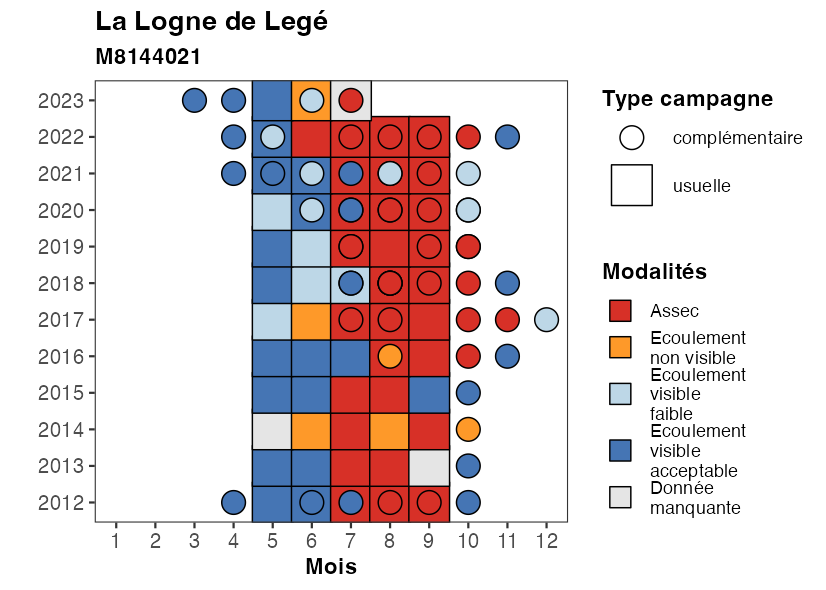 La Logne de Legé
M8144021
2023
2022
2021
2020
2019
2018
2017
2016
2015
2014
2013
2012
1 2 3 4 5 6 7 8 9 10 11 12
Mois
Type campagne
complémentaire
usuelle
Modalités
Assec
Ecoulement
non visible
Ecoulement
visible
faible
Ecoulement
visible
acceptable
Donnée
manquante